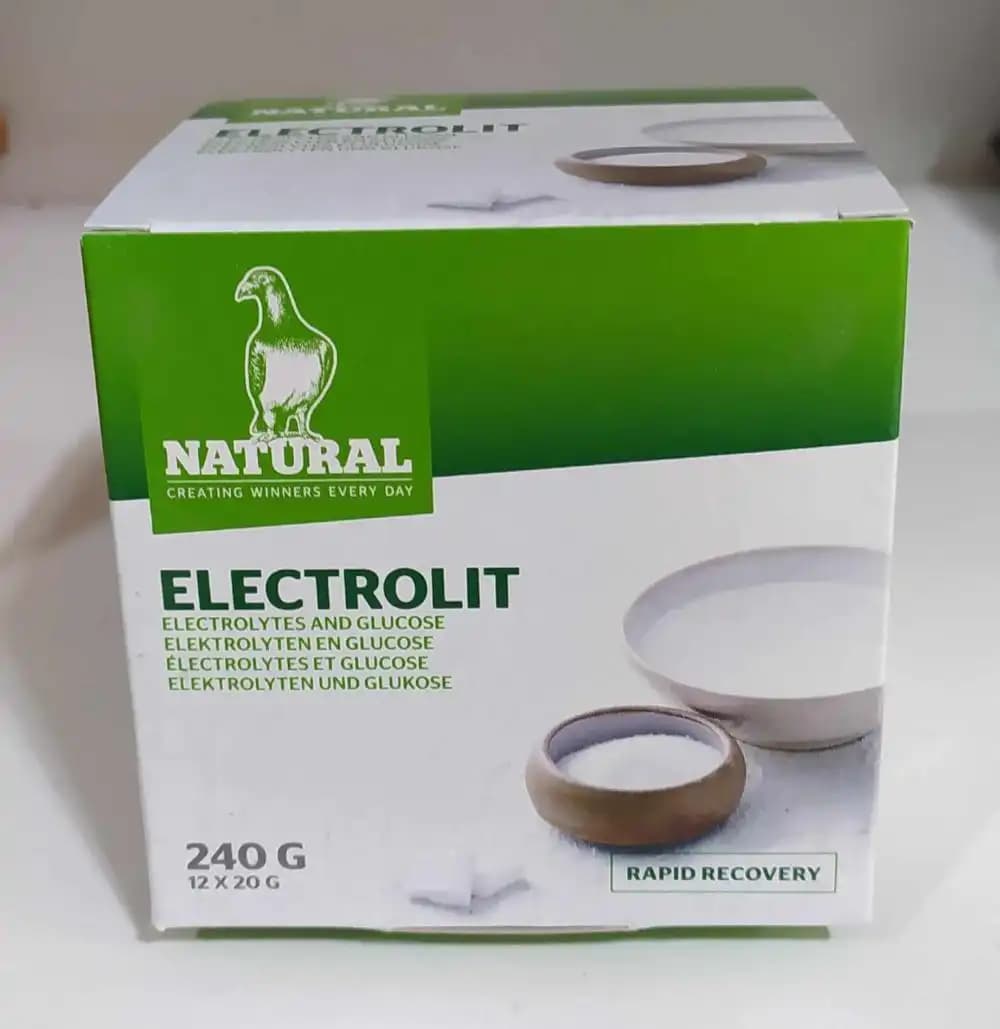 NATURAL
ELECTROLIT
NATURAL
CREATING WINNERS EVERY DAY
ELECTROLIT
ELECTROLYTES AND GLUCOSE
ELEKTROLYTEN EN GLUCOSE
ÉLECTROLYTES ET GLUCOSE
ELEKTROLYTEN UND GLUKOSE
240 G
12 X 20 G
RAPID RECOVERY